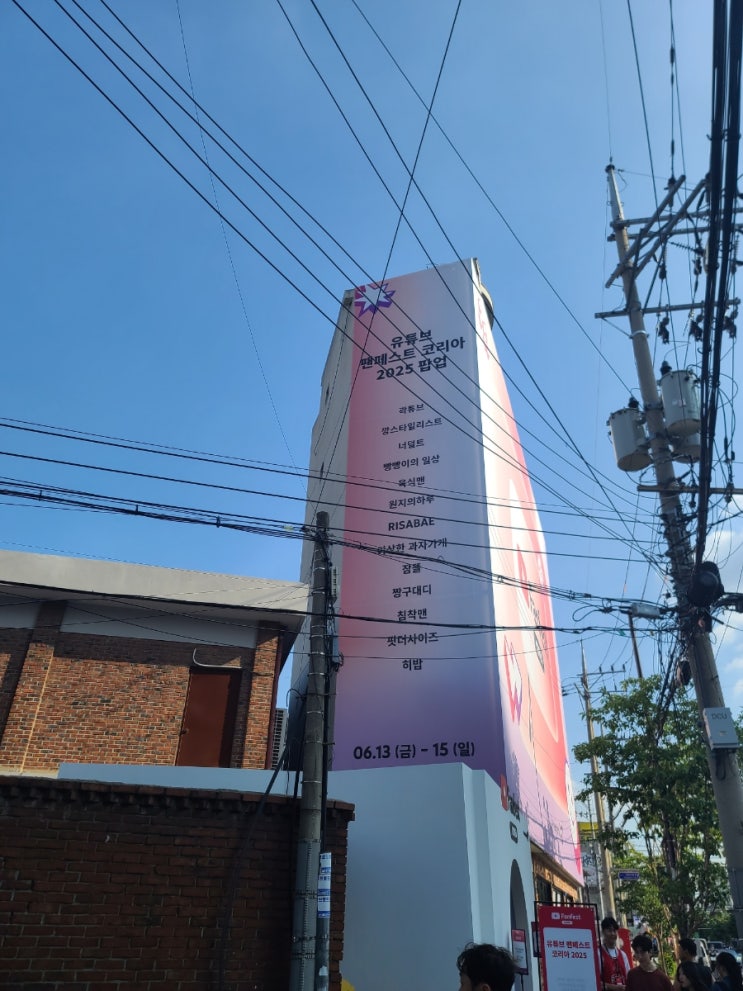 유튜브
팬페스트 코리아
2025 팝업
곽튜브
깡스타일리스트
너덜트
빵빵이의 일상
육식맨
원지의하루
RISABAE
이상한 과자가게
잠뜰
짱구대디
침착맨
핏더사이즈
히밥
06.13 (금) - 15 (일)
FanFest
유튜브 팬페스트
코리아 2025